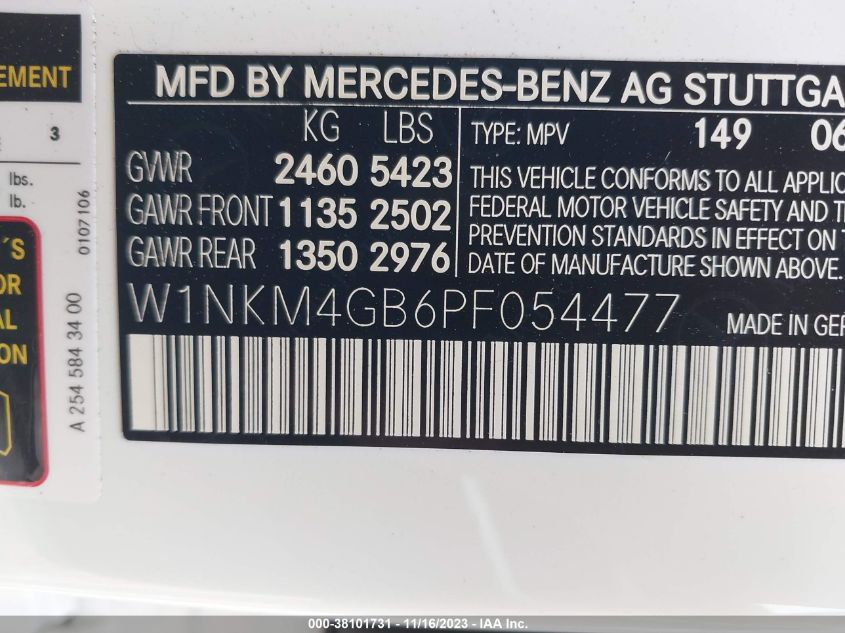 EMENT
3
lbs.
lb.
0107106
´S
OR
AL
ON
A 254 584 34 00
MFD BY MERCEDES-BENZ AG STUTTGA
KG LBS
TYPE: MPV 149 06
GVWR 2460 5423
GAWR FRONT 1135 2502
GAWR REAR 1350 2976
THIS VEHICLE CONFORMS TO ALL APPLIC
FEDERAL MOTOR VEHICLE SAFETY AND T
PREVENTION STANDARDS IN EFFECT ON T
DATE OF MANUFACTURE SHOWN ABOVE.
W1NKM4GB6PF054477
MADE IN GER
000-38101731 - 11/16/2023 - IAA Inc.